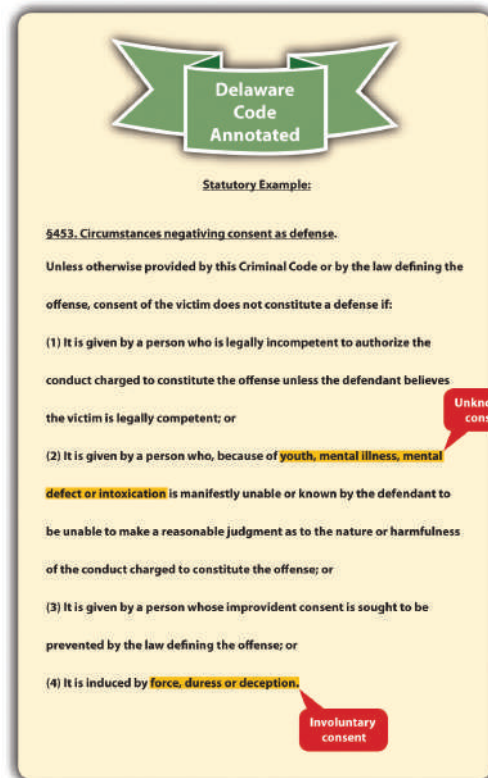 Delaware
Code
Annotated
Statutory Example:
§453. Circumstances negativing consent as defense.
Unless otherwise provided by this Criminal Code or by the law defining the
offense, consent of the victim does not constitute a defense if:
(1) It is given by a person who is legally incompetent to authorize the
conduct charged to constitute the offense unless the defendant believes
the victim is legally competent; or
(2) It is given by a person who, because of youth, mental illness, mental
defect or intoxication is manifestly unable or known by the defendant to
be unable to make a reasonable judgment as to the nature or harmfulness
of the conduct charged to constitute the offense; or
(3) It is given by a person whose improvident consent is sought to be
prevented by the law defining the offense; or
(4) It is induced by force, duress or deception.
Involuntary
consent